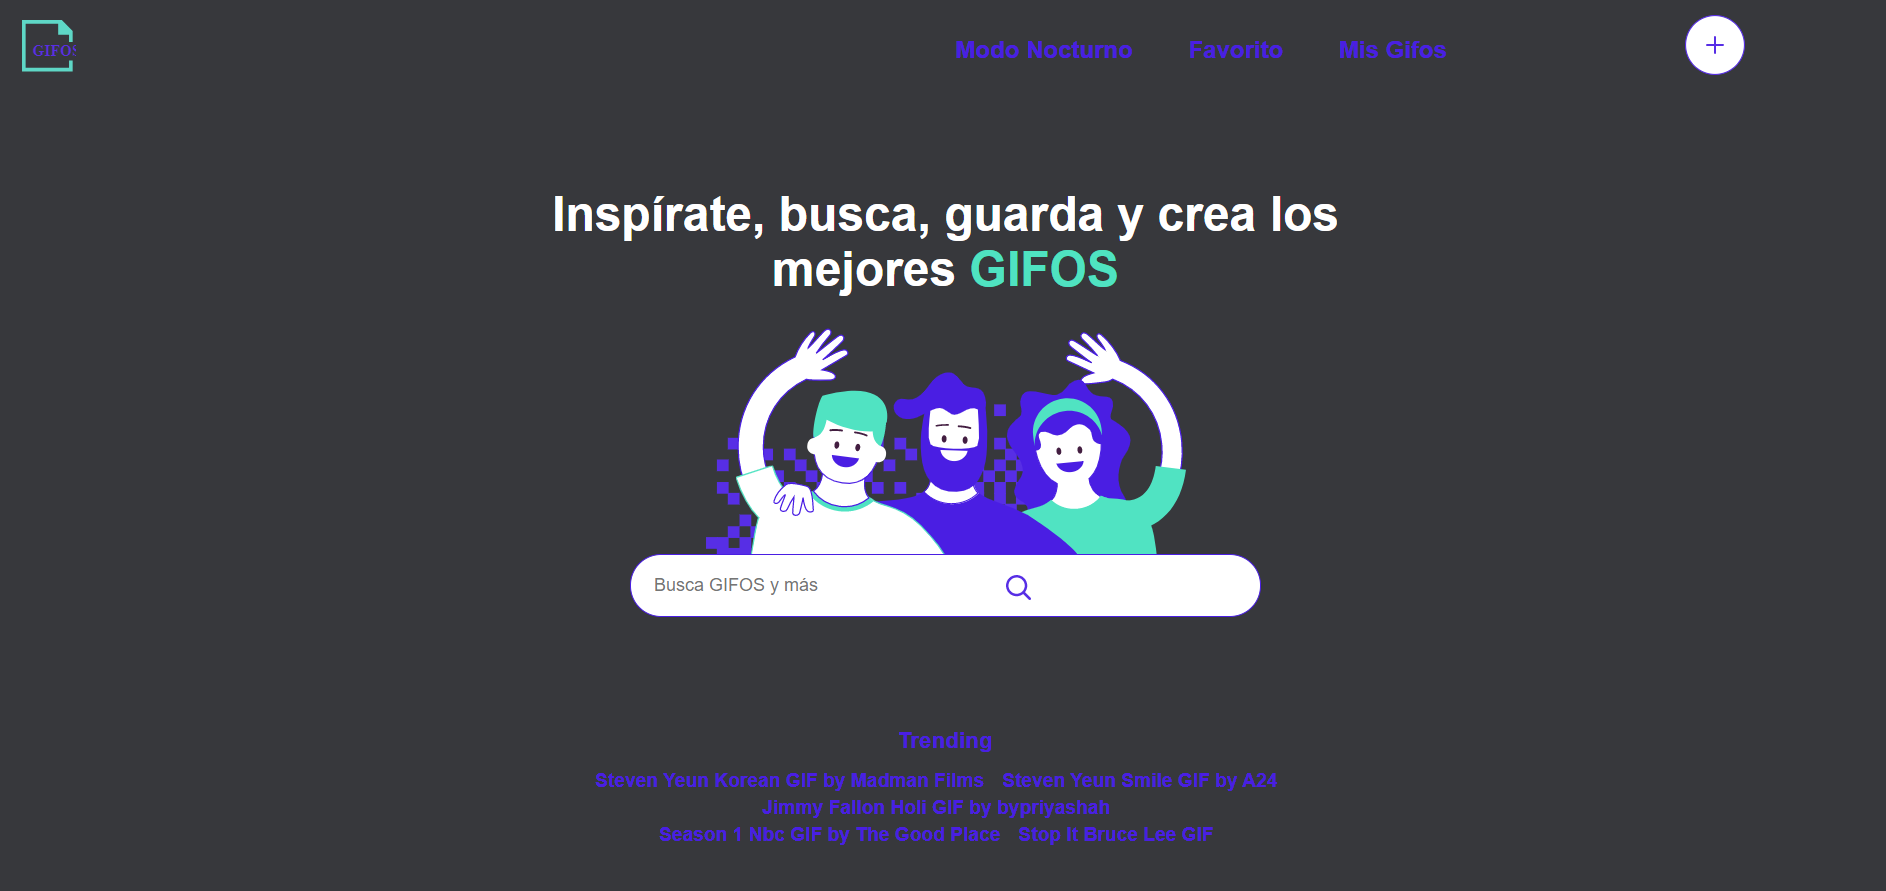 GIFOS
Modo Nocturno Favorito Mis Gifos
Inspírate, busca, guarda y crea los
mejores GIFOS
Busca GIFOS y más
Trending
Steven Yeun Korean GIF by Madman Films Steven Yeun Smile GIF by A24
Jimmy Fallon Holi GIF by bypriyashah
Season 1 Nbc GIF by The Good Place Stop It Bruce Lee GIF